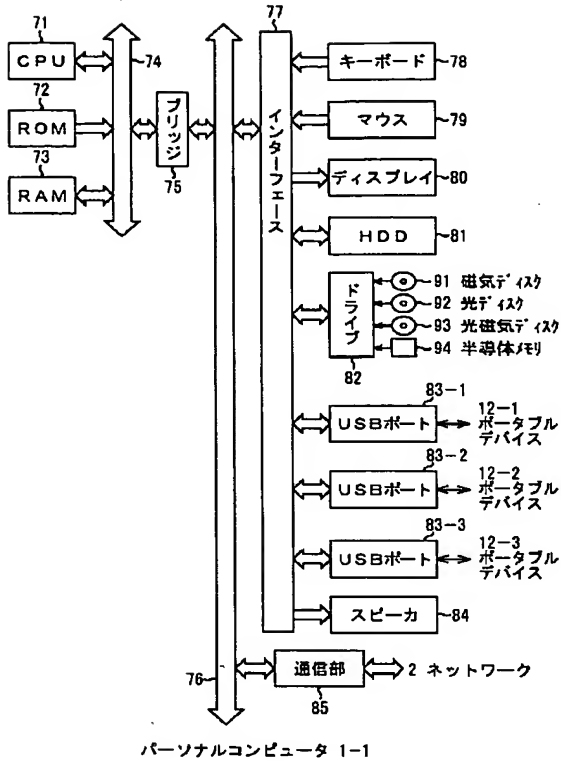 71
CPU
74
72
ROM
73
RAM
ブリッジ
75
76
77
インターフェース
キーボード
78
マウス
79
ディスプレイ
80
HDD
81
ドライブ
82
91 磁気ディスク
92 光ディスク
93 光磁気ディスク
94 半導体メモリ
83-1
USBポート
12-1
ポータブル
デバイス
83-2
USBポート
12-2
ポータブル
デバイス
83-3
USBポート
12-3
ポータブル
デバイス
スピーカ
84
通信部
85
2 ネットワーク
パーソナルコンピュータ 1-1